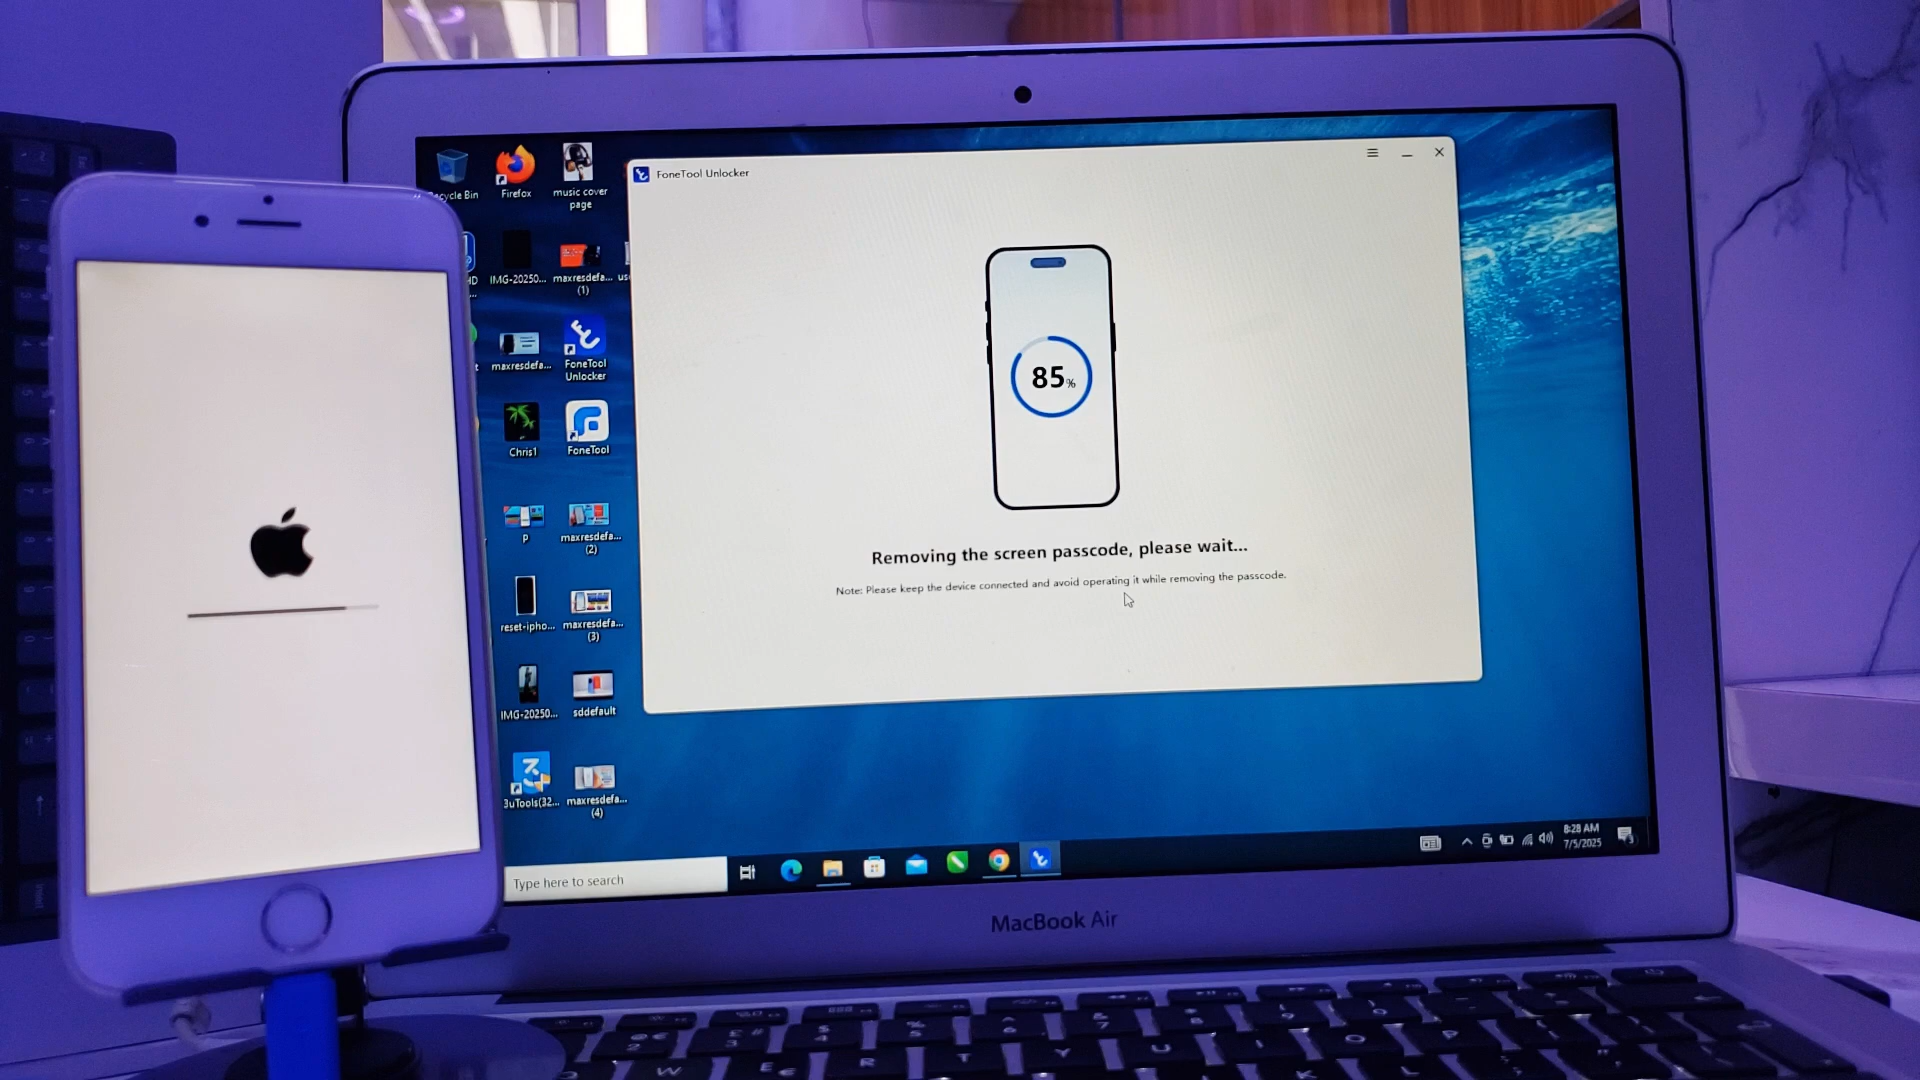 Recycle Bin
Firefox
music cover
page
IMG-20250...
maxresdefa...
(1)
maxresdefa...
FoneTool
Unlocker
Chris1
FoneTool
p
maxresdefa...
(2)
reset-ipho...
maxresdefa...
(3)
IMG-20250...
sddefault
3uTools(32...
maxresdefa...
(4)
FoneTool Unlocker
85%
Removing the screen passcode, please wait...
Note: Please keep the device connected and avoid operating it while removing the passcode.
Type here to search
8:28 AM
7/5/2025
MacBook Air